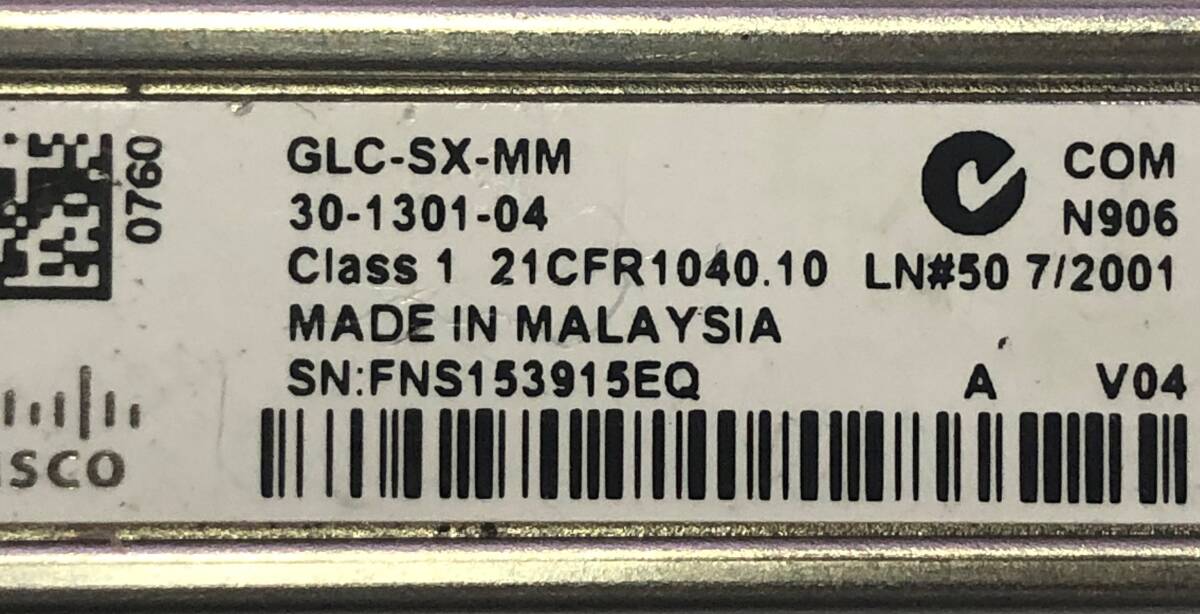 0760
GLC-SX-MM
30-1301-04
COM
N906
Class 1 21CFR1040.10 LN#50 7/2001
MADE IN MALAYSIA
SN:FNS153915EQ A V04
ISCO